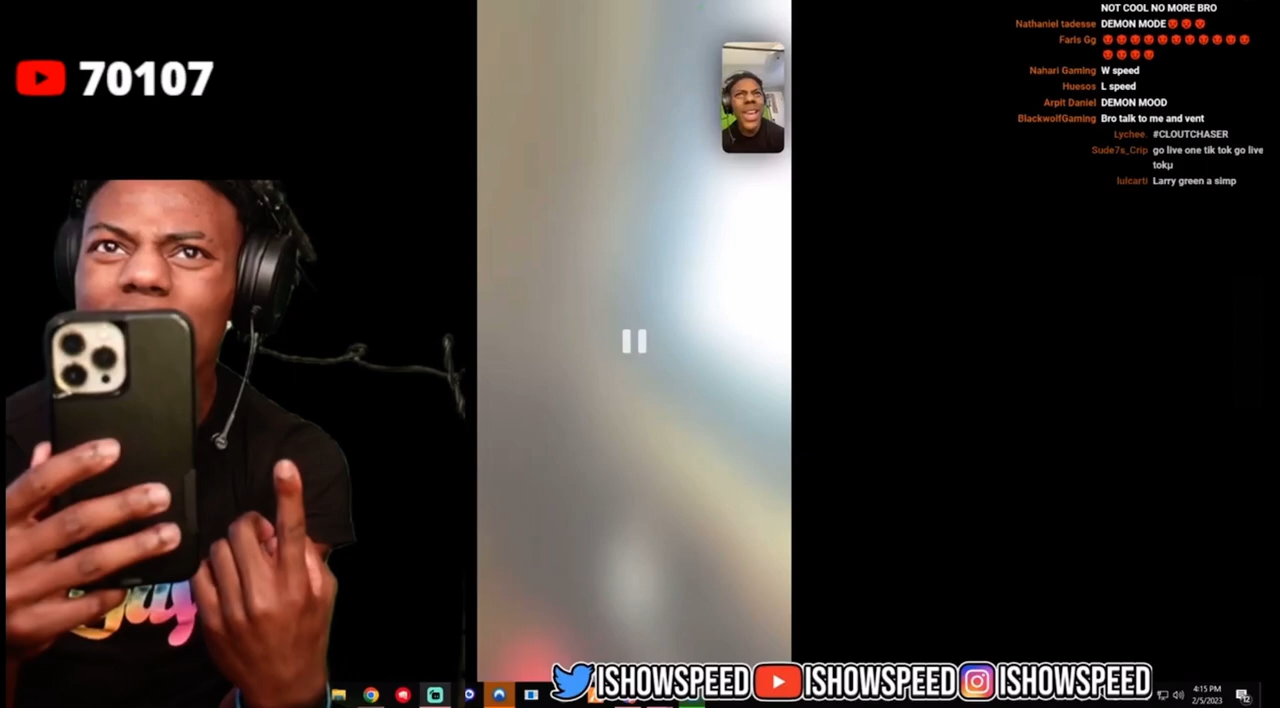 70107
NOT COOL NO MORE BRO
Nathaniel tadesse DEMON MODE
Faris Gg
Nahari Gaming W speed
Huesos L speed
Arpit Daniel DEMON MOOD
BlackwolfGaming Bro talk to me and vent
Lychee. #CLOUTCHASER
Sude7s_Crip go live one tik tok go live
tokµ
lulcarti Larry green a simp
ISHOWSPEED ISHOWSPEED ISHOWSPEED
4:15 PM
2/5/2023